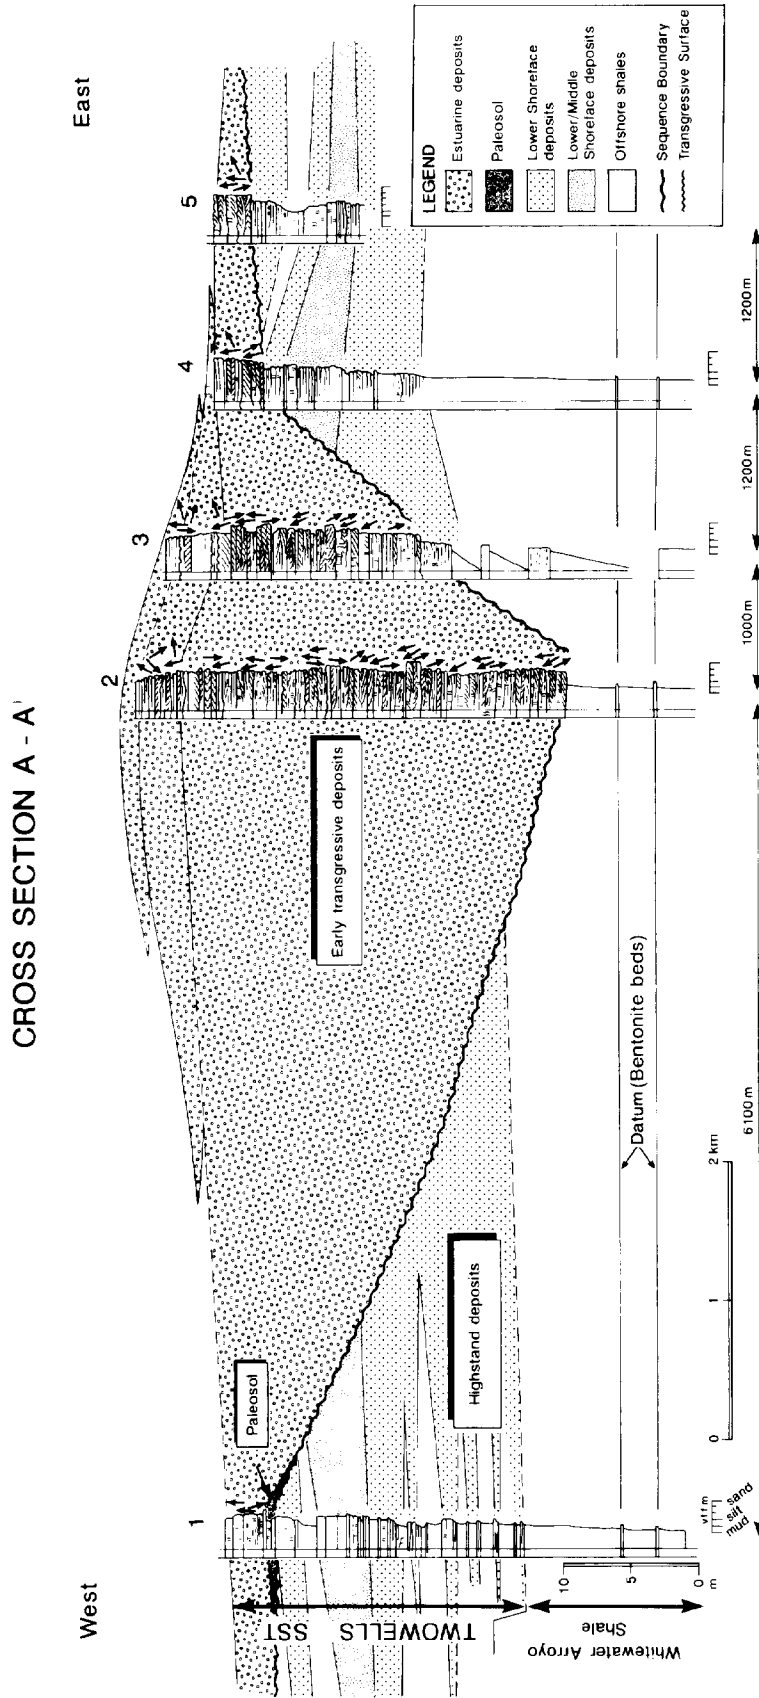 CROSS SECTION A - A'
West
East
1
2
3
4
5
Paleosol
Highstand deposits
Early transgressive deposits
Datum (Bentonite beds)
TWOWELLS SST
Whitewater Arroyo
Shale
10
5
0
m
vf f m
sand
silt
mud
0
1
2 km
6100 m
1000 m
1200 m
1200 m
LEGEND
Estuarine deposits
Paleosol
Lower Shoreface
deposits
Lower/Middle
Shoreface deposits
Offshore shales
Sequence Boundary
Transgressive Surface